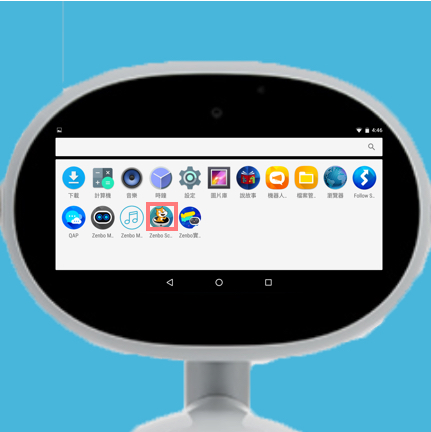 4:46
下載 計算機 音樂 時鐘 設定 圖片庫 說故事 機器人.. 檔案管.. 瀏覽器 Follow S..
QAP Zenbo M.. Zenbo M.. Zenbo Sc.. Zenbo實..